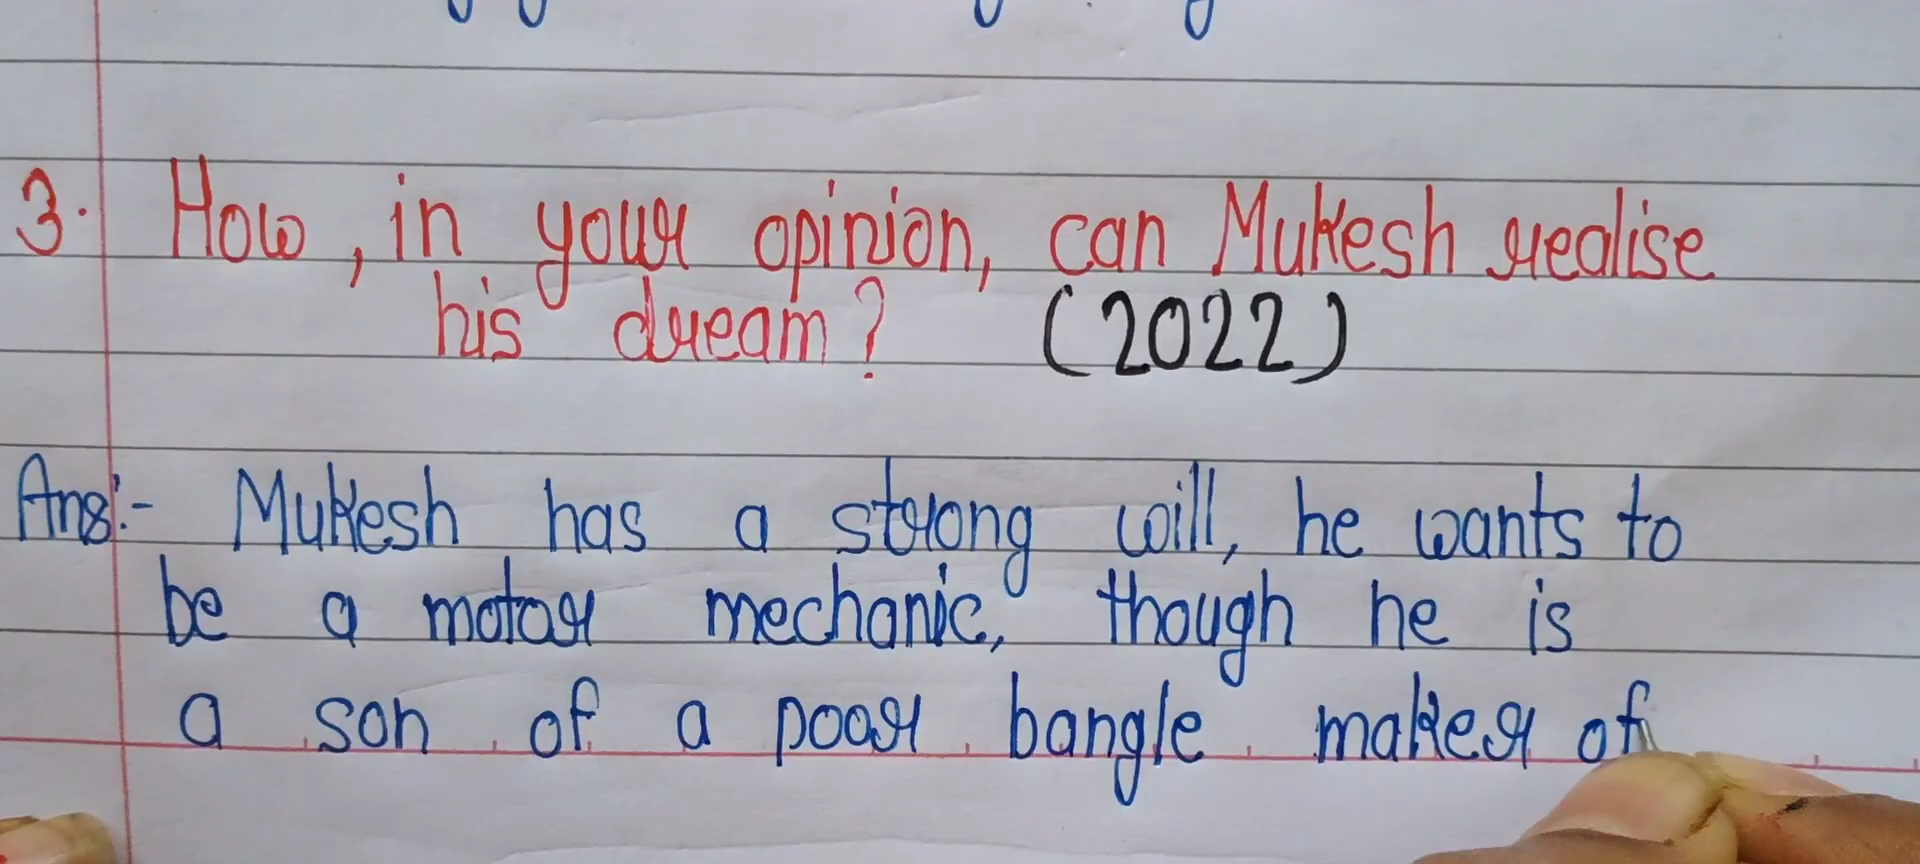 3. How, in your opinion, can Mukesh realise
his dream? (2022)
Ans:- Mukesh has a strong will, he wants to
be a motor mechanic, though he is
a son of a poor bangle maker of